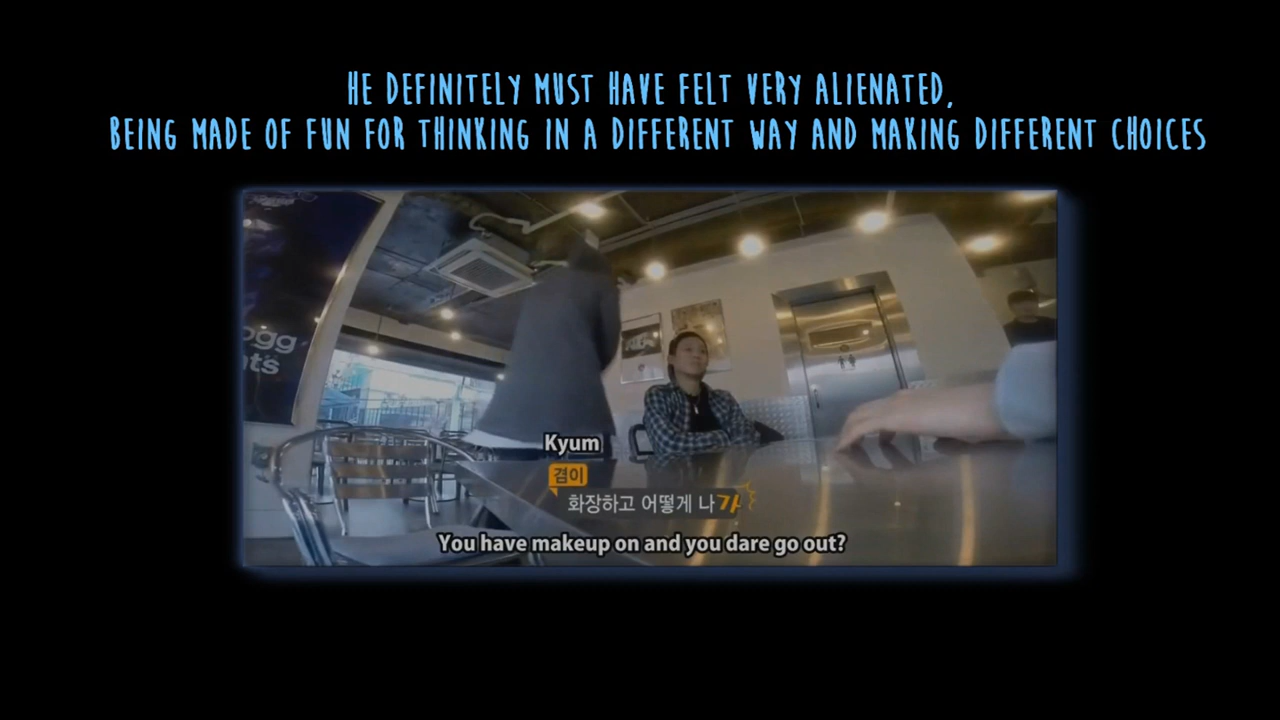 HE DEFINITELY MUST HAVE FELT VERY ALIENATED,
BEING MADE OF FUN FOR THINKING IN A DIFFERENT WAY AND MAKING DIFFERENT CHOICES
ogg
nts
Kyum
겸이
화장하고 어떻게 나가
You have makeup on and you dare go out?